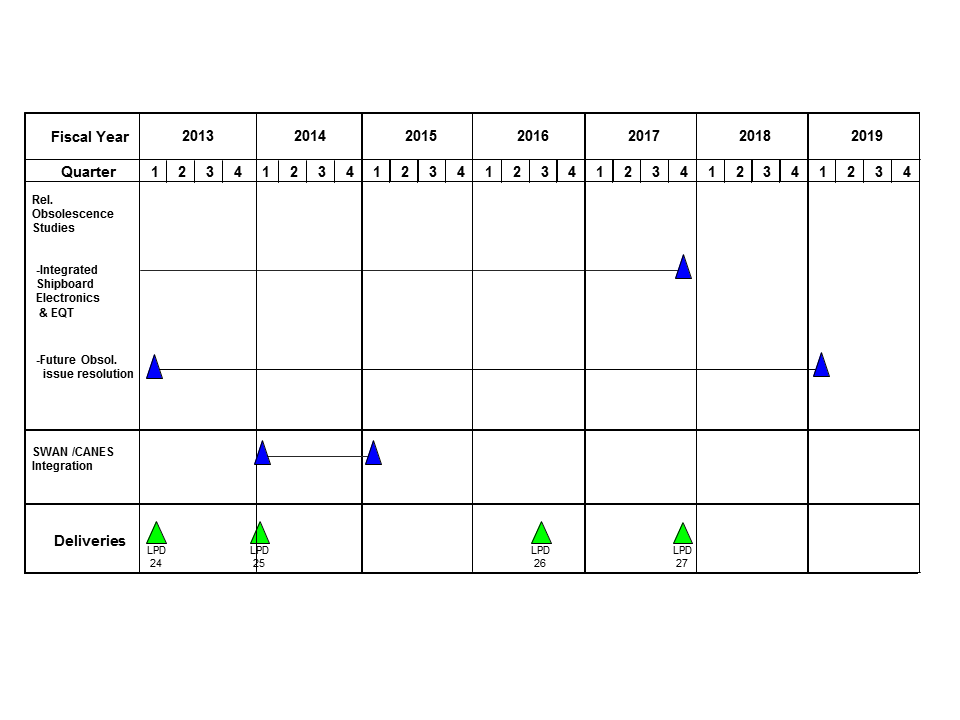 Fiscal Year 2013 2014 2015 2016 2017 2018 2019
Quarter 1 2 3 4 1 2 3 4 1 2 3 4 1 2 3 4 1 2 3 4 1 2 3 4 1 2 3 4
Rel.
Obsolescence
Studies
-Integrated
Shipboard
Electronics
& EQT
-Future Obsol.
issue resolution
SWAN /CANES
Integration
Deliveries
LPD
24
LPD
25
LPD
26
LPD
27